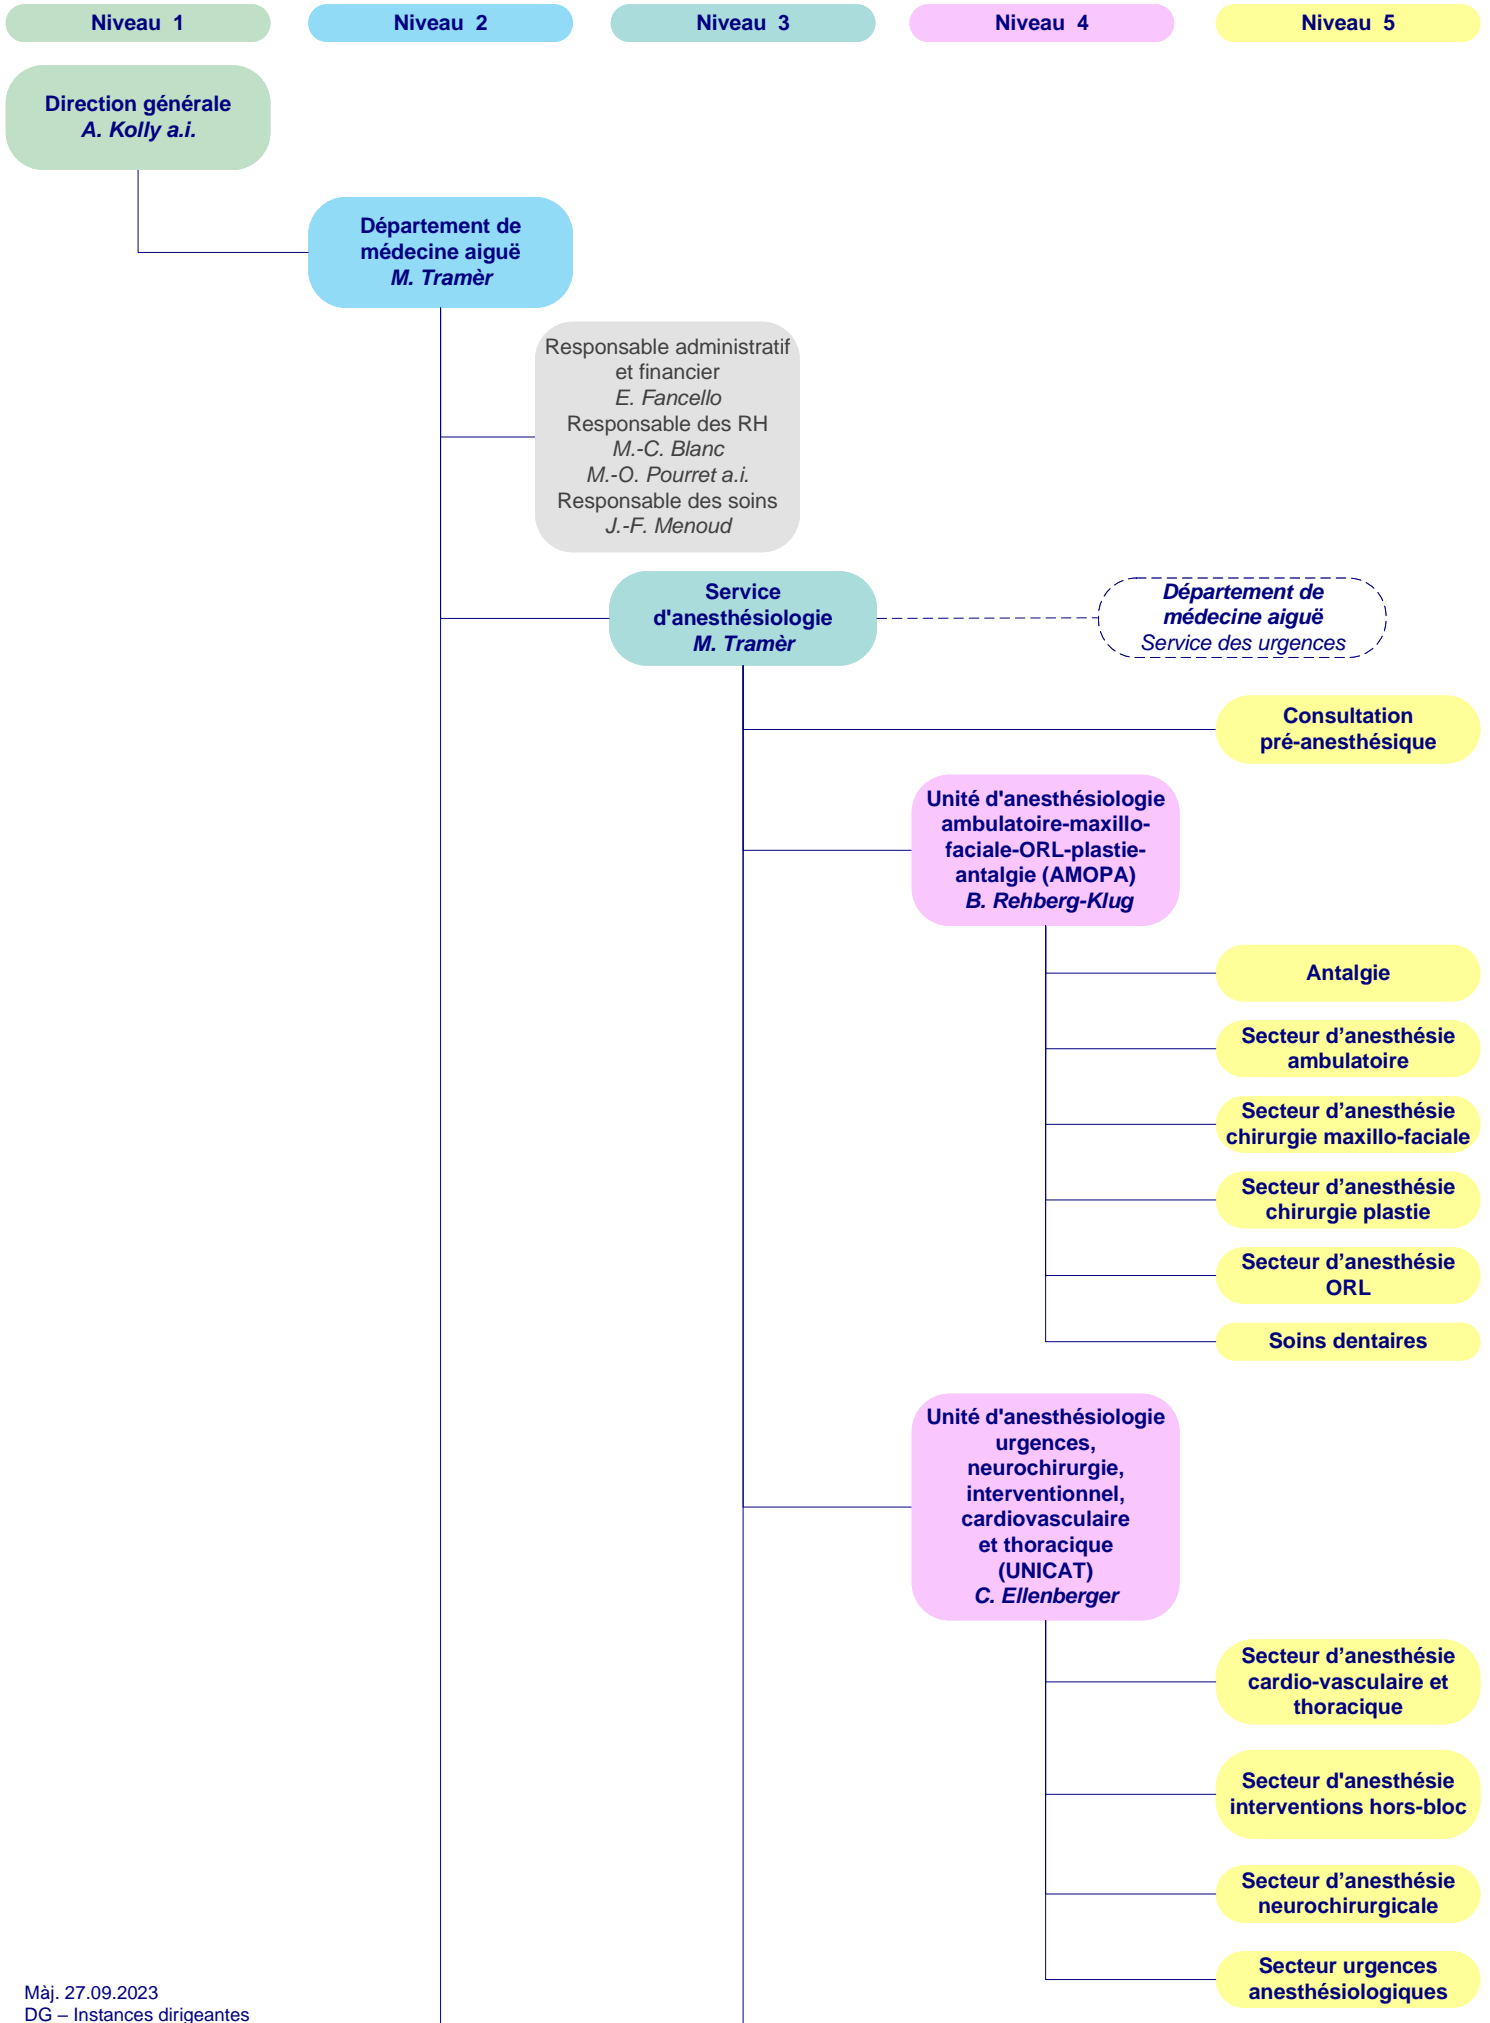 Niveau 1
Niveau 2
Niveau 3
Niveau 4
Niveau 5
Direction générale
A. Kolly a.i.
Département de
médecine aiguë
M. Tramèr
Responsable administratif
et financier
E. Fancello
Responsable des RH
M.-C. Blanc
M.-O. Pourret a.i.
Responsable des soins
J.-F. Menoud
Service
d'anesthésiologie
M. Tramèr
Département de
médecine aiguë
Service des urgences
Consultation
pré-anesthésique
Unité d'anesthésiologie
ambulatoire-maxillo-
faciale-ORL-plastie-
antalgie (AMOPA)
B. Rehberg-Klug
Antalgie
Secteur d’anesthésie
ambulatoire
Secteur d’anesthésie
chirurgie maxillo-faciale
Secteur d’anesthésie
chirurgie plastie
Secteur d’anesthésie
ORL
Soins dentaires
Unité d'anesthésiologie
urgences,
neurochirurgie,
interventionnel,
cardiovasculaire
et thoracique
(UNICAT)
C. Ellenberger
Secteur d’anesthésie
cardio-vasculaire et
thoracique
Secteur d'anesthésie
interventions hors-bloc
Secteur d’anesthésie
neurochirurgicale
Secteur urgences
anesthésiologiques
Màj. 27.09.2023
DG – Instances dirigeantes